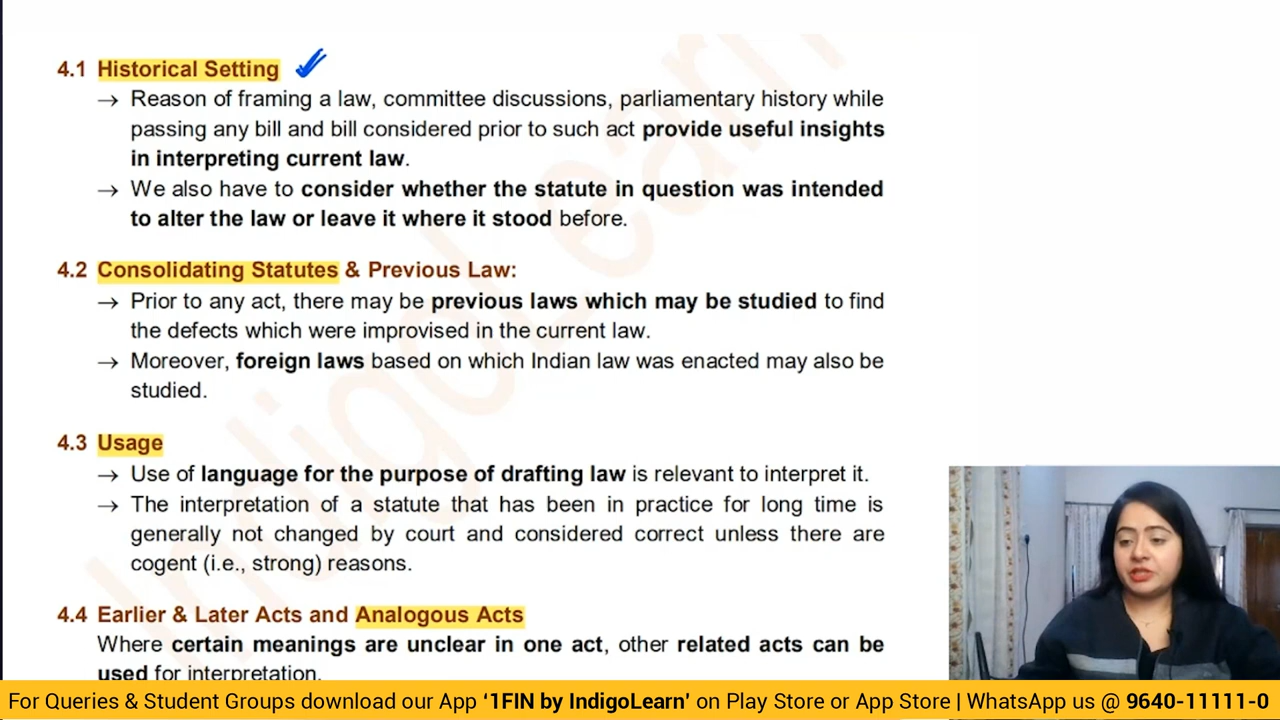 4.1 Historical Setting
→ Reason of framing a law, committee discussions, parliamentary history while
passing any bill and bill considered prior to such act provide useful insights
in interpreting current law.
→ We also have to consider whether the statute in question was intended
to alter the law or leave it where it stood before.
4.2 Consolidating Statutes & Previous Law:
→ Prior to any act, there may be previous laws which may be studied to find
the defects which were improvised in the current law.
→ Moreover, foreign laws based on which Indian law was enacted may also be
studied.
4.3 Usage
→ Use of language for the purpose of drafting law is relevant to interpret it.
→ The interpretation of a statute that has been in practice for long time is
generally not changed by court and considered correct unless there are
cogent (i.e., strong) reasons.
4.4 Earlier & Later Acts and Analogous Acts
Where certain meanings are unclear in one act, other related acts can be
used for interpretation.
IndigoLearn
For Queries & Student Groups download our App ‘1FIN by IndigoLearn’ on Play Store or App Store | WhatsApp us @ 9640-11111-0